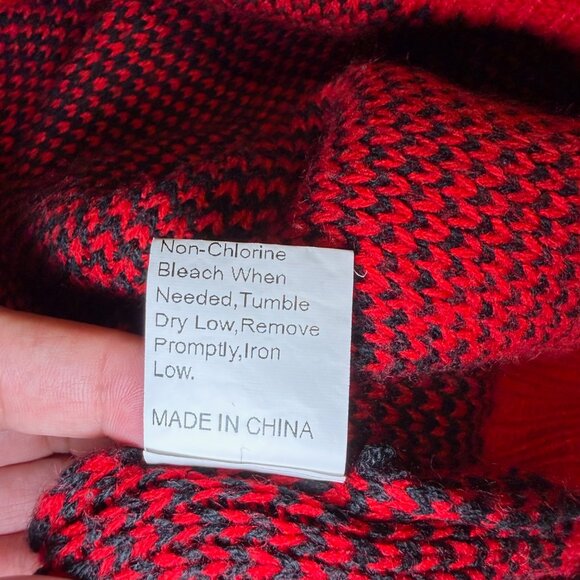 Non-Chlorine
Bleach When
Needed,Tumble
Dry Low,Remove
Promptly,Iron
Low.
MADE IN CHINA